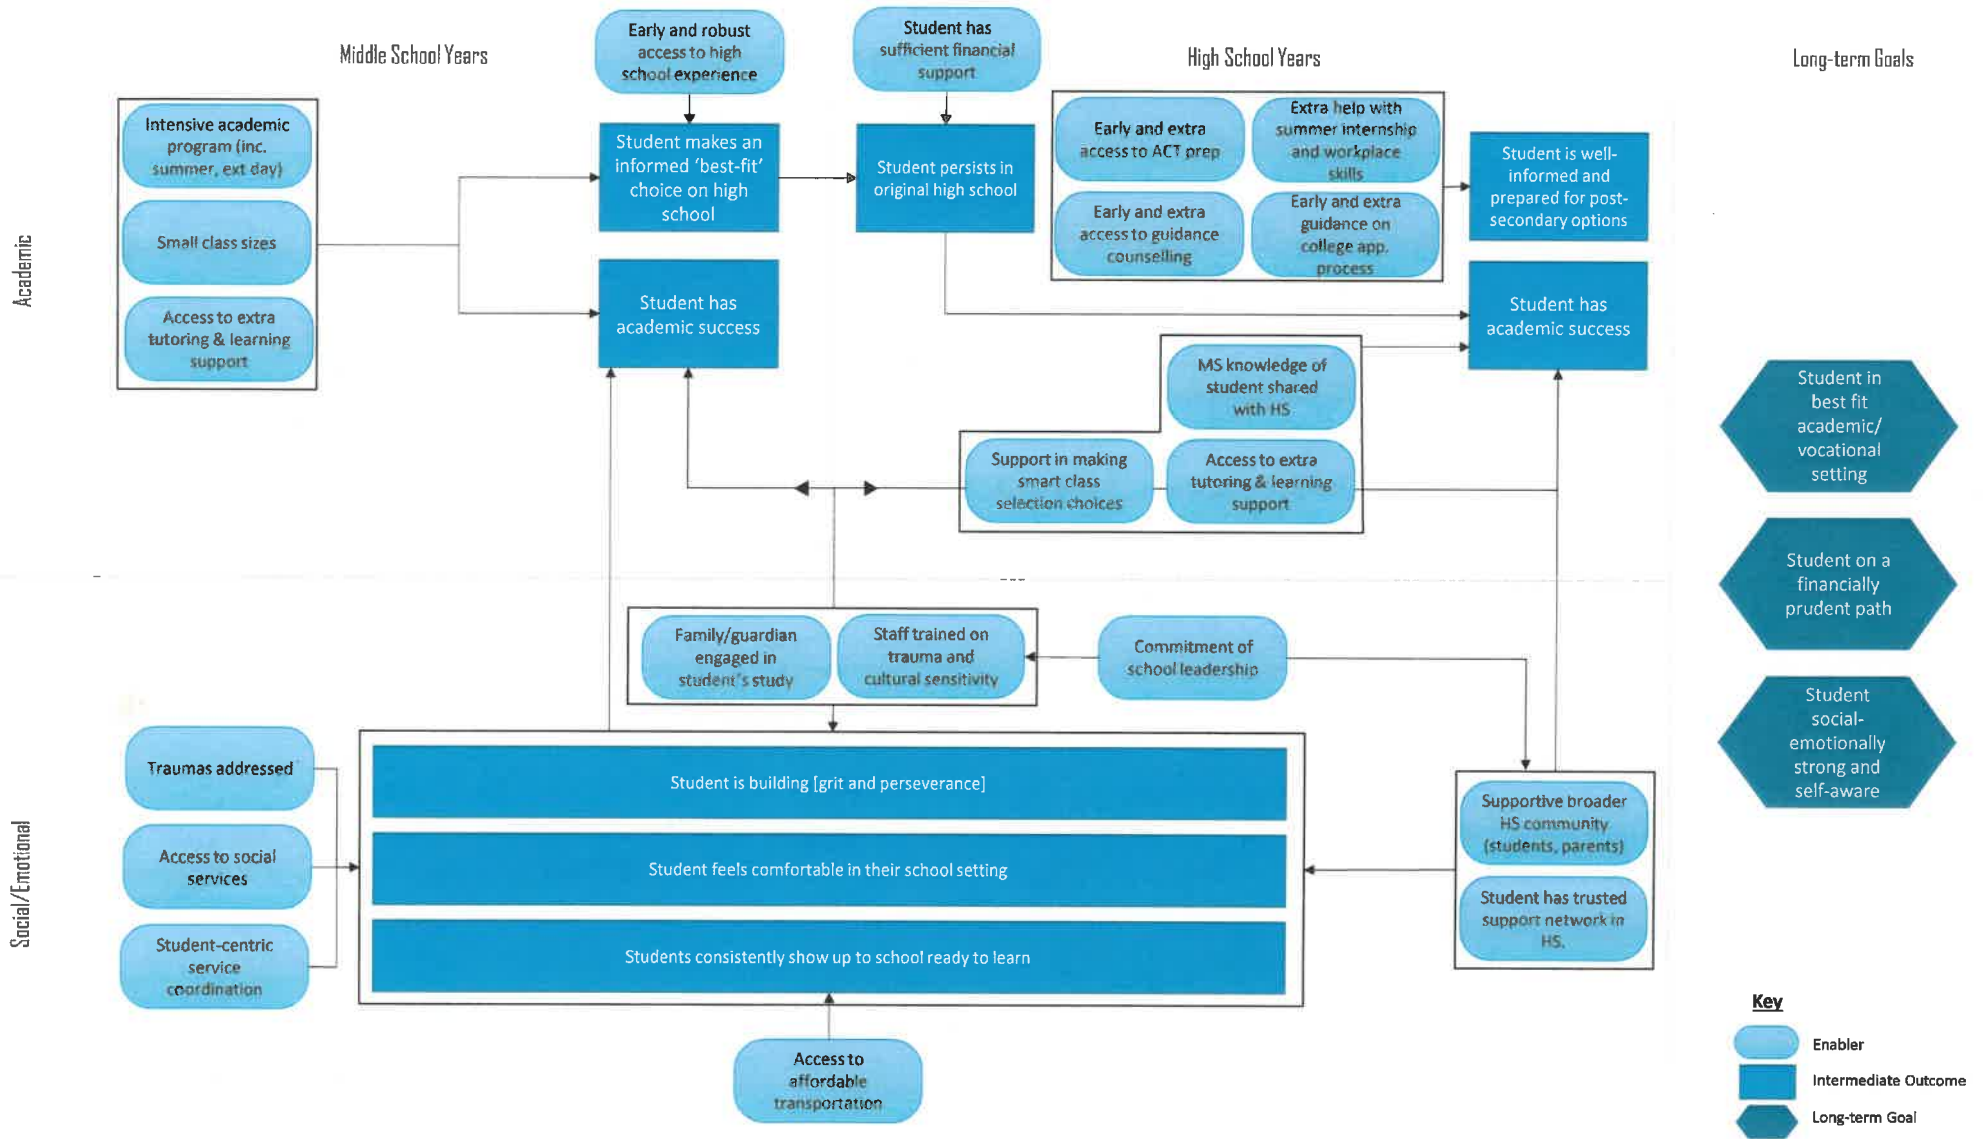 Middle School Years
High School Years
Long-term Goals
Academic
Social/Emotional
Early and robust
access to high
school experience
Student has
sufficient financial
support
Intensive academic
program (inc.
summer, ext day)
Small class sizes
Access to extra
tutoring & learning
support
Student makes an
informed ‘best-fit’
choice on high
school
Student has
academic success
Student persists in
original high school
Early and extra
access to ACT prep
Extra help with
summer internship
and workplace
skills
Early and extra
access to guidance
counselling
Early and extra
guidance on
college app.
process
Student is well-
informed and
prepared for post-
secondary options
Student has
academic success
MS knowledge of
student shared
with HS
Support in making
smart class
selection choices
Access to extra
tutoring & learning
support
Family/guardian
engaged in
student's study
Staff trained on
trauma and
cultural sensitivity
Commitment of
school leadership
Traumas addressed
Access to social
services
Student-centric
service
coordination
Student is building [grit and perseverance]
Student feels comfortable in their school setting
Students consistently show up to school ready to learn
Access to
affordable
transportation
Supportive broader
HS community
(students, parents)
Student has trusted
support network in
HS.
Student in
best fit
academic/
vocational
setting
Student on a
financially
prudent path
Student
social-
emotionally
strong and
self-aware
Key
Enabler
Intermediate Outcome
Long-term Goal